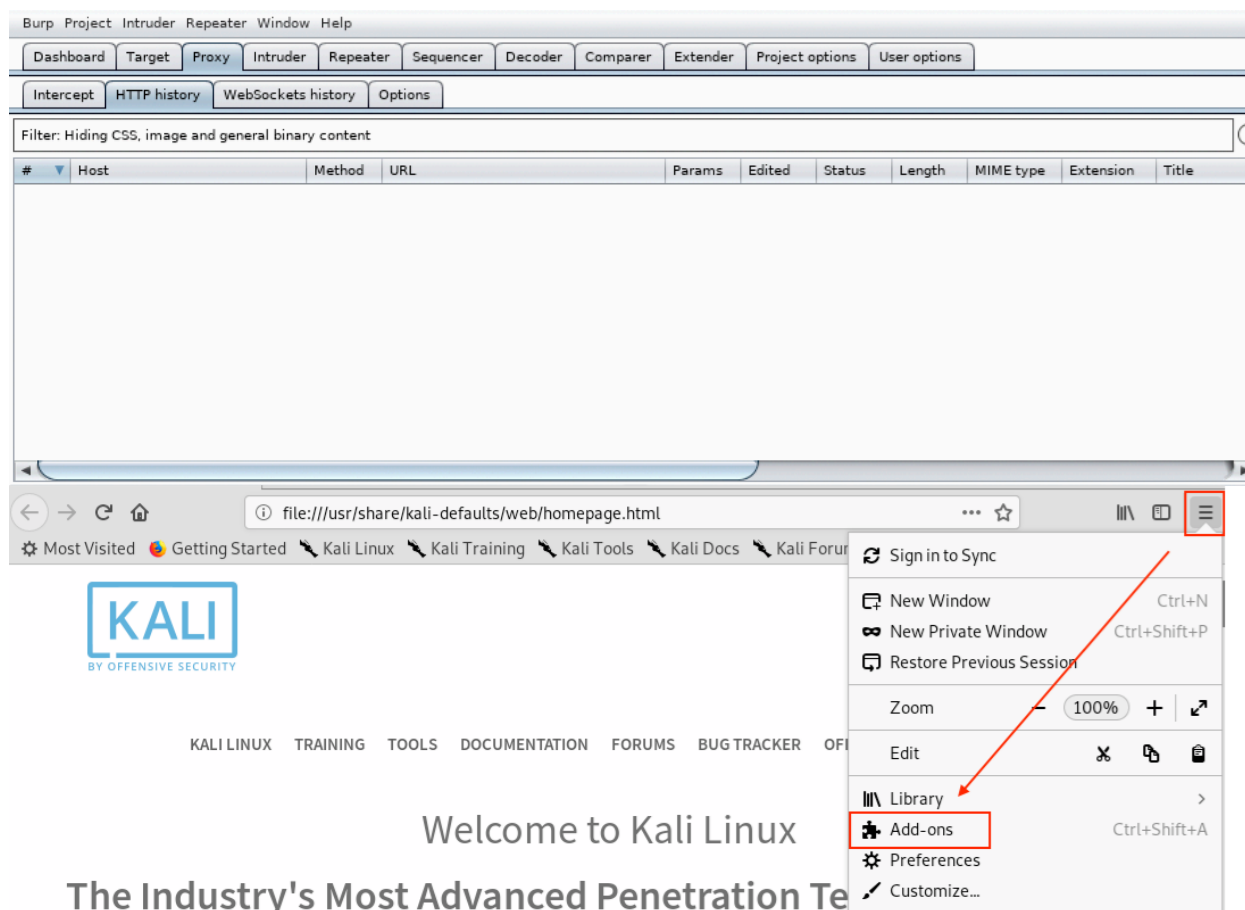 Burp Project Intruder Repeater Window Help
Dashboard Target Proxy Intruder Repeater Sequencer Decoder Comparer Extender Project options User options
Intercept HTTP history WebSockets history Options
Filter: Hiding CSS, image and general binary content
# Host Method URL Params Edited Status Length MIME type Extension Title
file:///usr/share/kali-defaults/web/homepage.html
Most Visited Getting Started Kali Linux Kali Training Kali Tools Kali Docs Kali Forum
Sign in to Sync
KALI
BY OFFENSIVE SECURITY
New Window Ctrl+N
New Private Window Ctrl+Shift+P
Restore Previous Session
Zoom 100%
KALI LINUX TRAINING TOOLS DOCUMENTATION FORUMS BUG TRACKER OFF
Edit
Library
Welcome to Kali Linux
Add-ons Ctrl+Shift+A
Preferences
The Industry's Most Advanced Penetration Te
Customize...